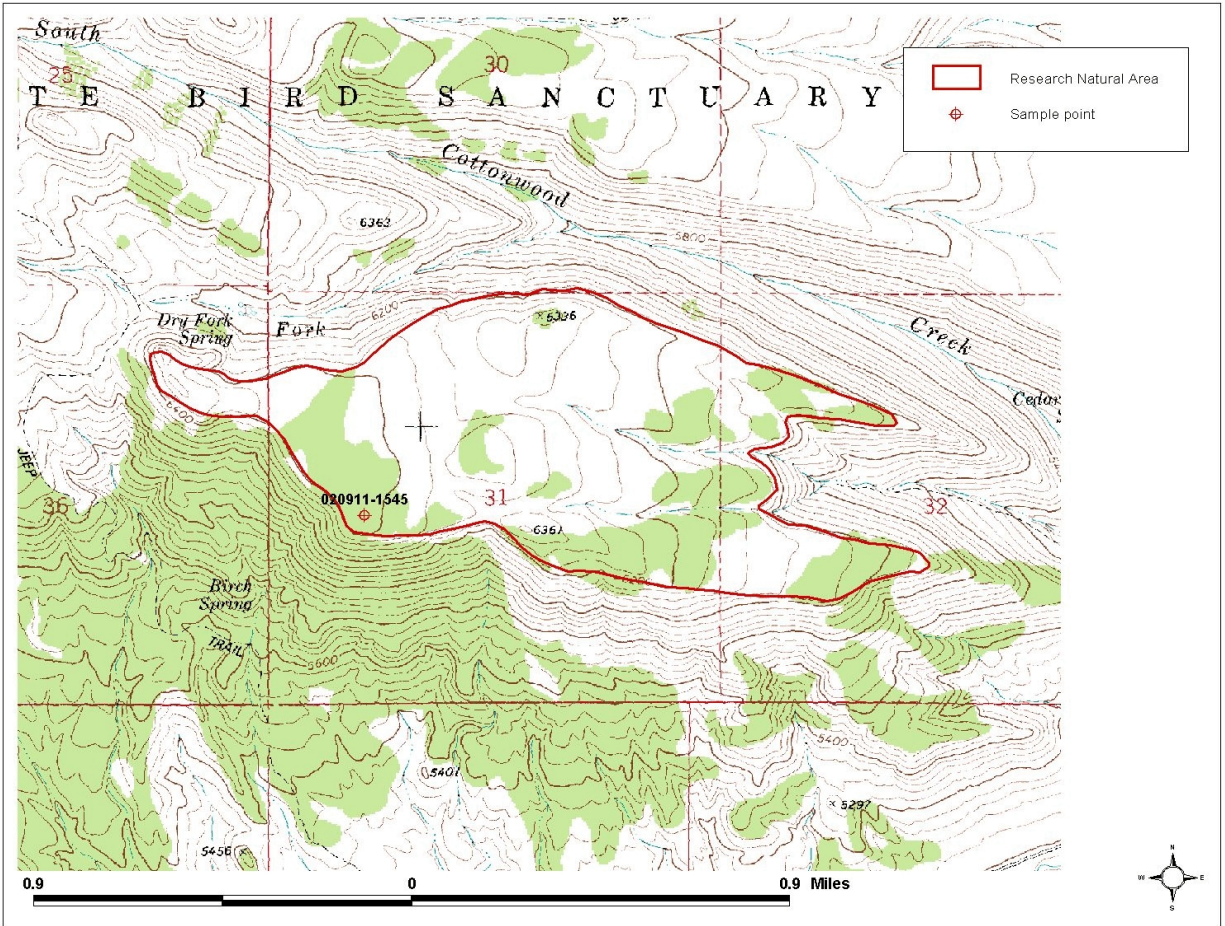 South
25
30
TE BIRD SANCTUARY
Research Natural Area
Sample point
Cottonwood
6363
5800
6200
Dry Fork
Spring
Fork
6336
Creek
Cedar
6400
JEEP
020911-1545
31
36
32
6361
Birch
Spring
TRAIL
5600
5400
5401
5297
5456
0.9
0
0.9 Miles
N
W
E
S